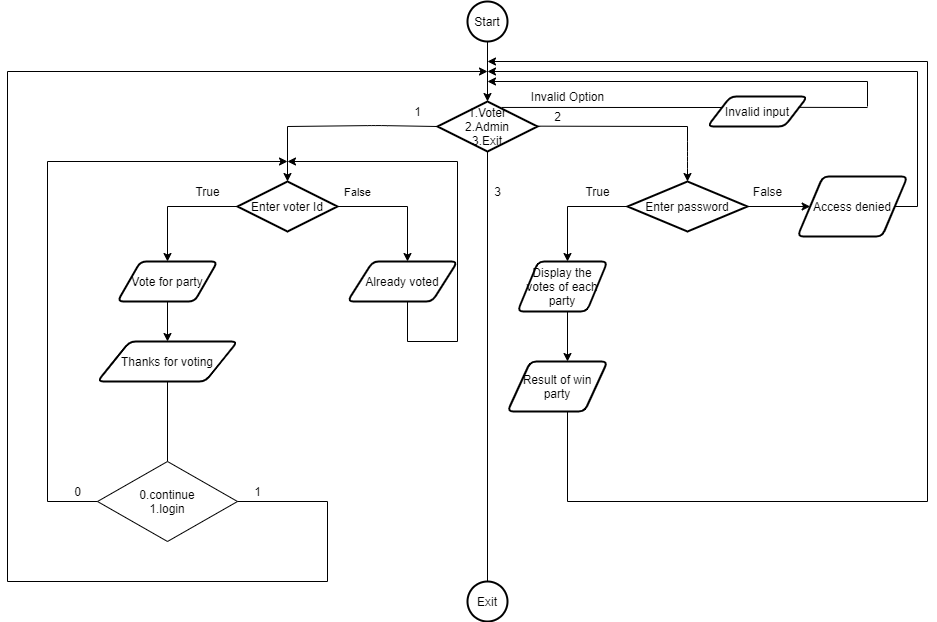 Start
Invalid Option
Invalid input
1
1.Voter
2.Admin
3.Exit
2
3
True
Enter voter Id
False
True
Enter password
False
Access denied
Vote for party
Already voted
Display the
votes of each
party
Thanks for voting
Result of win
party
0
0.continue
1.login
1
Exit